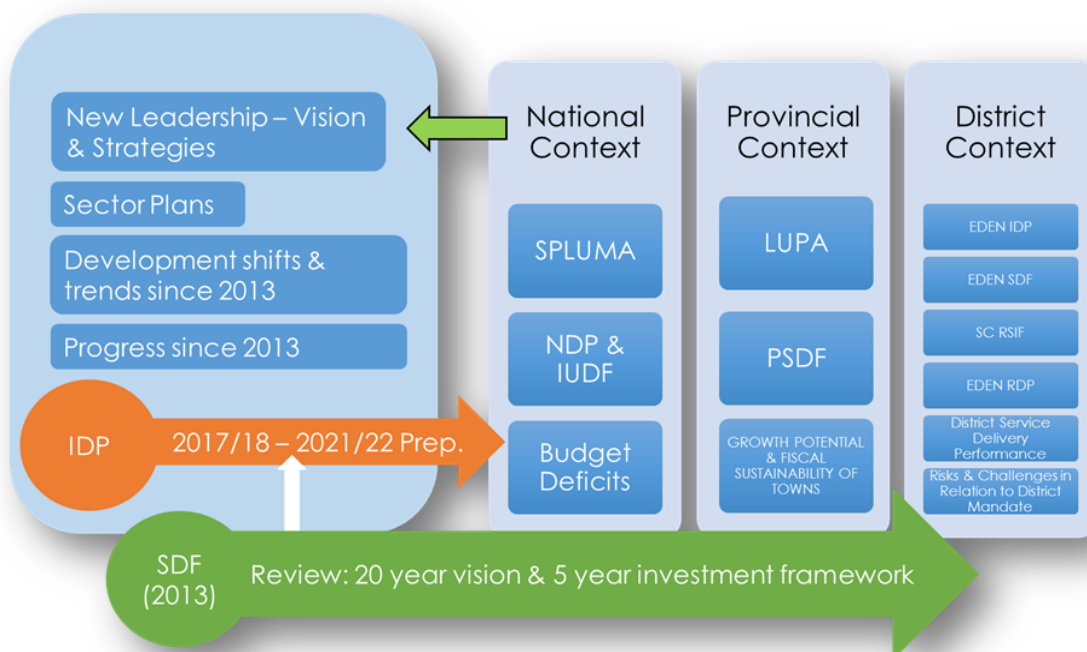 New Leadership – Vision
& Strategies
Sector Plans
Development shifts &
trends since 2013
Progress since 2013
IDP
2017/18 – 2021/22 Prep.
National
Context
SPLUMA
NDP &
IUDF
Budget
Deficits
Provincial
Context
LUPA
PSDF
GROWTH POTENTIAL
& FISCAL
SUSTAINABILITY OF
TOWNS
District
Context
EDEN IDP
EDEN SDF
SC RSIF
EDEN RDP
District Service
Delivery
Performance
Risks & Challenges in
Relation to District
Mandate
SDF
(2013)
Review: 20 year vision & 5 year investment framework